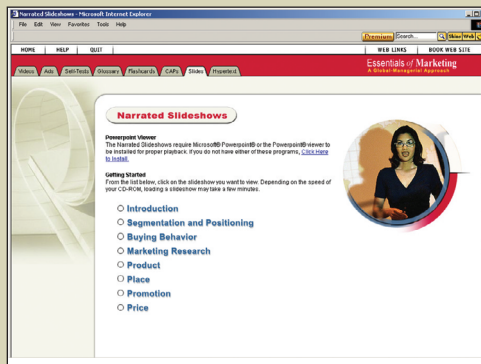 Narrated Slideshows - Microsoft Internet Explorer
File Edit View Favorites Tools Help
Premium Search... Skins Web
HOME HELP QUIT WEB LINKS BOOK WEB SITE
Essentials of Marketing
A Global-Managerial Approach
Videos Ads Self-Tests Glossary Flashcards CAPs Slides Hypertext
Narrated Slideshows
Powerpoint Viewer
The Narrated Slideshows require Microsoft® Powerpoint® or the Powerpoint® viewer to
be installed for proper playback. If you do not have either of these programs, Click Here
to Install.
Getting Started
From the list below, click on the slideshow you want to view. Depending on the speed of
your CD-ROM, loading a slideshow may take a few minutes.
Introduction
Segmentation and Positioning
Buying Behavior
Marketing Research
Product
Place
Promotion
Price